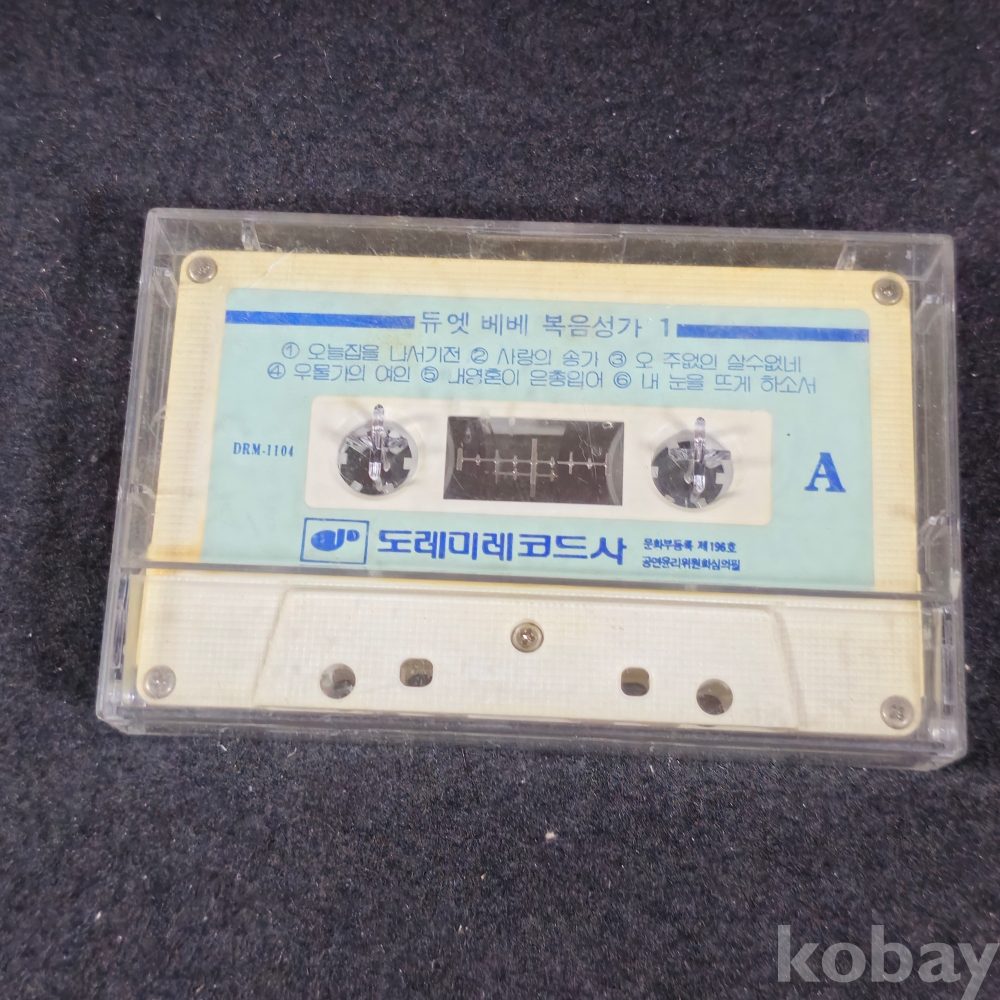 듀엣 베베 복음성가 1
① 오늘집을 나서기전 ② 사랑의 송가 ③ 오 주없인 살수없네
④ 우물가의 여인 ⑤ 내영혼이 은총입어 ⑥ 내 눈을 뜨게 하소서
DRM-1104
A
도레미레코드사
문화부등록 제196호
공연윤리위원회심의필
kobay